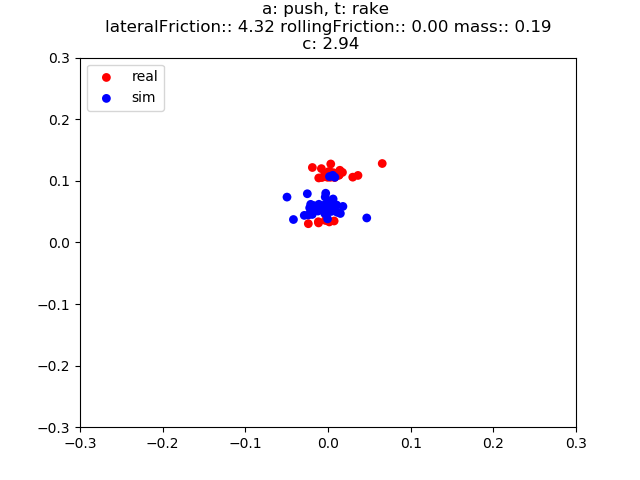 a: push, t: rake
lateralFriction:: 4.32 rollingFriction:: 0.00 mass:: 0.19
c: 2.94
real
sim
0.3
0.2
0.1
0.0
−0.1
−0.2
−0.3
−0.3
−0.2
−0.1
0.0
0.1
0.2
0.3